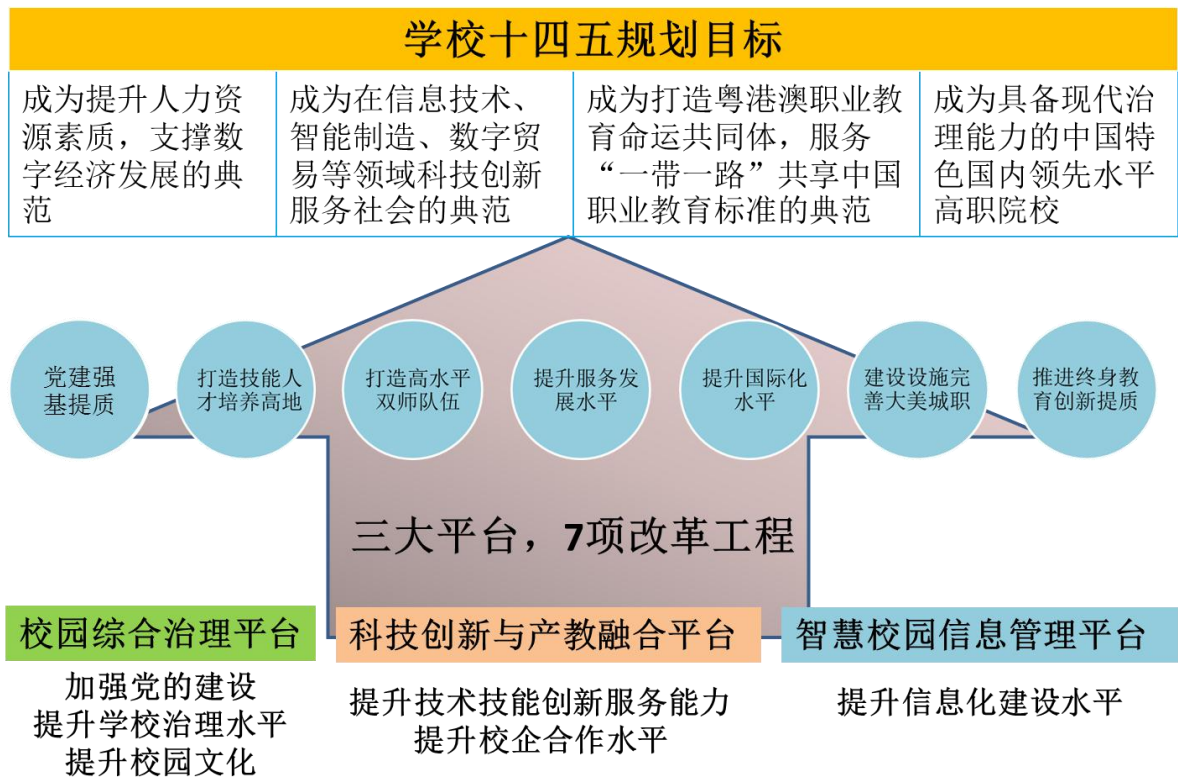 学校十四五规划目标
成为提升人力资
源素质，支撑数
字经济发展的典
范
成为在信息技术、
智能制造、数字贸
易等领域科技创新
服务社会的典范
成为打造粤港澳职业教
育命运共同体，服务
“一带一路”共享中国
职业教育标准的典范
成为具备现代治
理能力的中国特
色国内领先水平
高职院校
党建强
基提质
打造技能人
才培养高地
打造高水平
双师队伍
提升服务发
展水平
提升国际化
水平
建设设施完
善大美城职
推进终身教
育创新提质
三大平台，7项改革工程
校园综合治理平台
加强党的建设
提升学校治理水平
提升校园文化
科技创新与产教融合平台
提升技术技能创新服务能力
提升校企合作水平
智慧校园信息管理平台
提升信息化建设水平